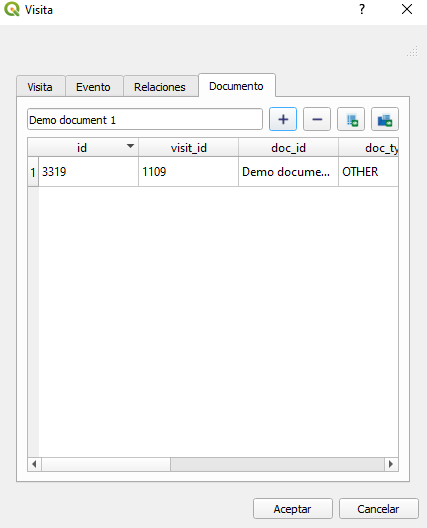 Visita
?
Visita Evento Relaciones Documento
Demo document 1
id visit_id doc_id doc_ty
1 3319 1109 Demo docume... OTHER
Aceptar Cancelar